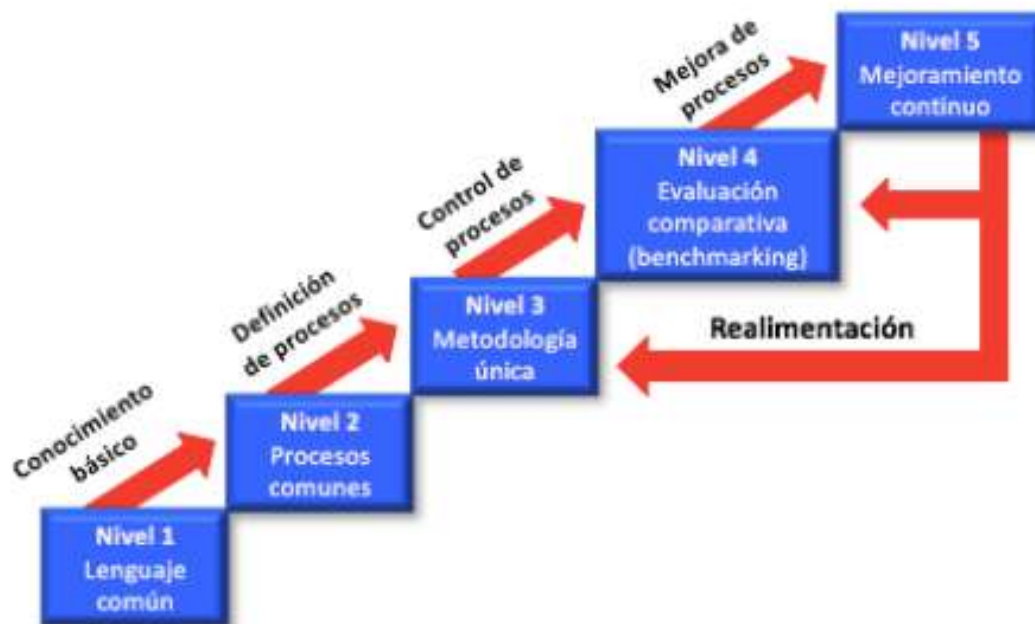 Nivel 5
Mejoramiento
continuo
Mejora de
procesos
Nivel 4
Evaluación
comparativa
(benchmarking)
Control de
procesos
Nivel 3
Metodología
única
Realimentación
Definición
de procesos
Nivel 2
Procesos
comunes
Conocimiento
básico
Nivel 1
Lenguaje
común